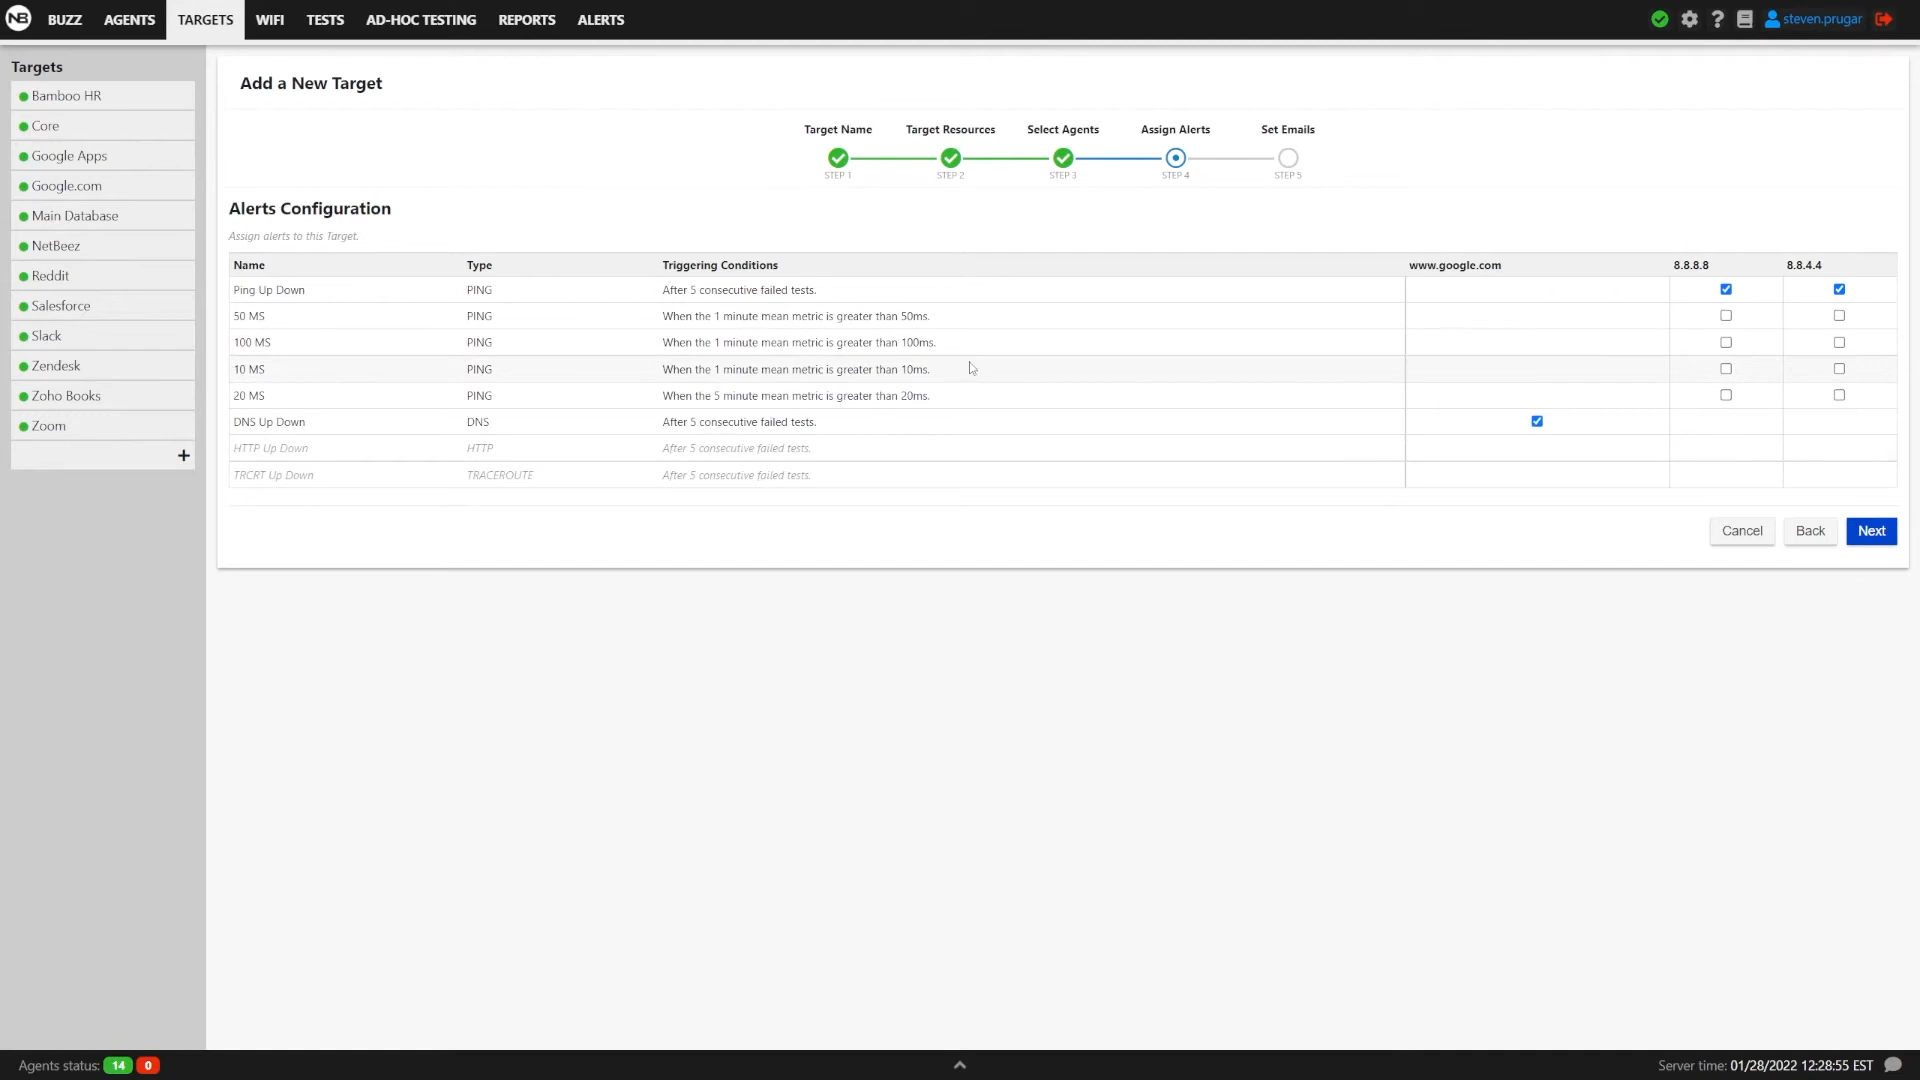 NB BUZZ AGENTS TARGETS WIFI TESTS AD-HOC TESTING REPORTS ALERTS ? steven.prugar
Targets
Bamboo HR
Core
Google Apps
Google.com
Main Database
NetBeez
Reddit
Salesforce
Slack
Zendesk
Zoho Books
Zoom
+
Add a New Target
Target Name Target Resources Select Agents Assign Alerts Set Emails
STEP 1 STEP 2 STEP 3 STEP 4 STEP 5
Alerts Configuration
Assign alerts to this Target.
Name Type Triggering Conditions www.google.com 8.8.8.8 8.8.4.4
Ping Up Down PING After 5 consecutive failed tests.
50 MS PING When the 1 minute mean metric is greater than 50ms.
100 MS PING When the 1 minute mean metric is greater than 100ms.
10 MS PING When the 1 minute mean metric is greater than 10ms.
20 MS PING When the 5 minute mean metric is greater than 20ms.
DNS Up Down DNS After 5 consecutive failed tests.
HTTP Up Down HTTP After 5 consecutive failed tests.
TRCRT Up Down TRACEROUTE After 5 consecutive failed tests.
Cancel Back Next
Agents status: 14 0 Server time: 01/28/2022 12:28:55 EST